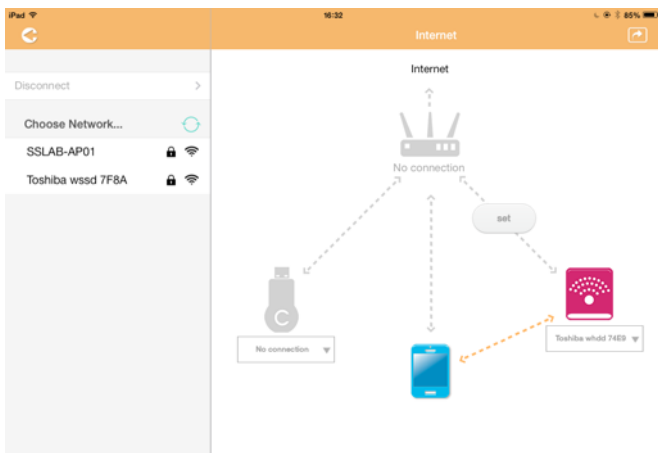 iPad 16:32 85%
Internet
Disconnect
Choose Network...
SSLAB-AP01
Toshiba wssd 7F8A
Internet
No connection
set
C
No connection
Toshiba whdd 74E9